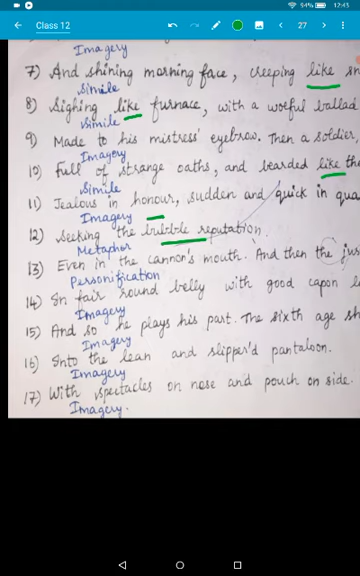 54% 12:45
Class 12
27
Imagery
7) And shining morning face, creeping like sn
Simile
8) Sighing like furnace, with a woeful ballad
Simile
9) Made to his mistress' eyebrow. Then a soldier,
Imagery
10) Full of strange oaths, and bearded like the
Simile
11) Jealous in honour, sudden and quick in qua
Imagery
12) Seeking the bubble reputation.
Metaphor
13) Even in the cannon's mouth. And then the jus
Personification
14) In fair round belly with good capon l
Imagery
15) And so he plays his part. The sixth age sh
Imagery
16) Into the lean and slipper'd pantaloon.
Imagery
17) With spectacles on nose and pouch on side.
Imagery.